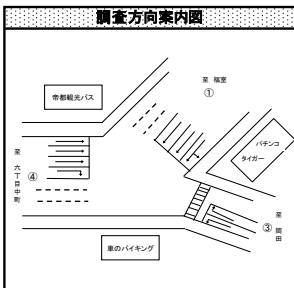 調査方向案内図
至 福室
①
帝都観光バス
パチンコ
タイガー
至 六丁目中町
④
至 岡田
③
車のバイキング